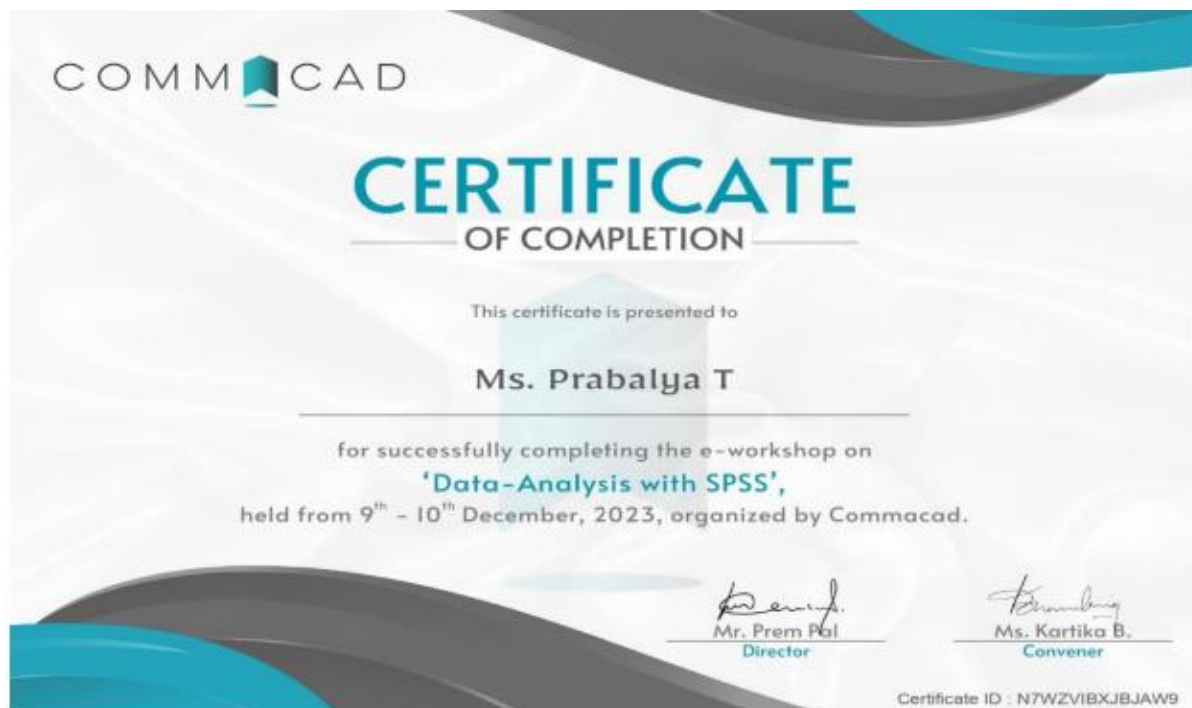 COMMACAD
CERTIFICATE
OF COMPLETION
This certificate is presented to
Ms. Prabalya T
for successfully completing the e-workshop on
‘Data-Analysis with SPSS’,
held from 9th - 10th December, 2023, organized by Commacad.
Mr. Prem Pal
Ms. Kartika B.
Director
Convener
Certificate ID : N7WZVIBXJBJAW9